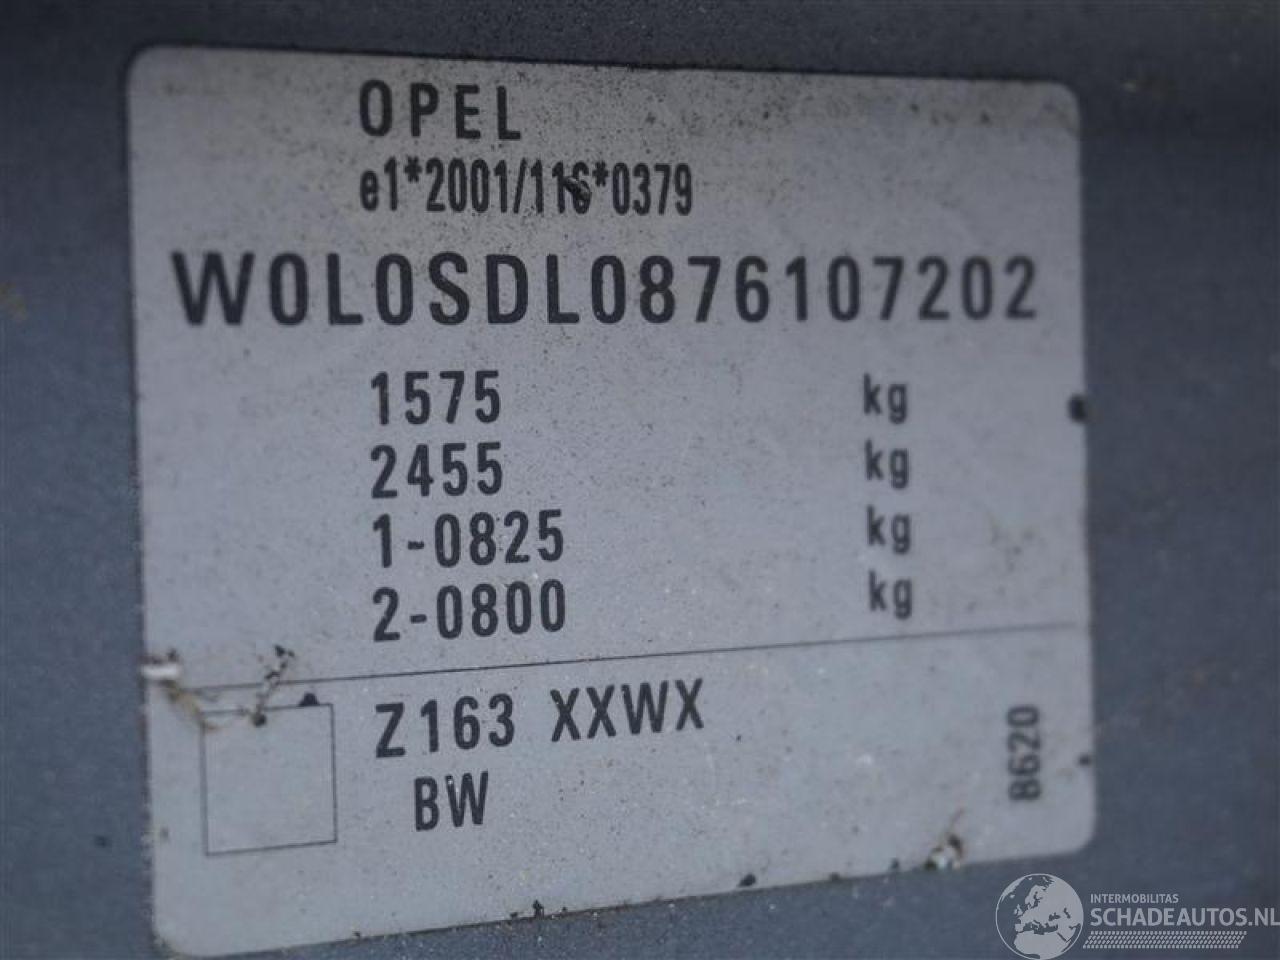 OPEL
e1*2001/116*0379
W0L0SDL0876107202
1575 kg
2455 kg
1-0825 kg
2-0800 kg
Z163 XXWX
BW
8620
INTERMOBILITAS
SCHADEAUTOS.NL